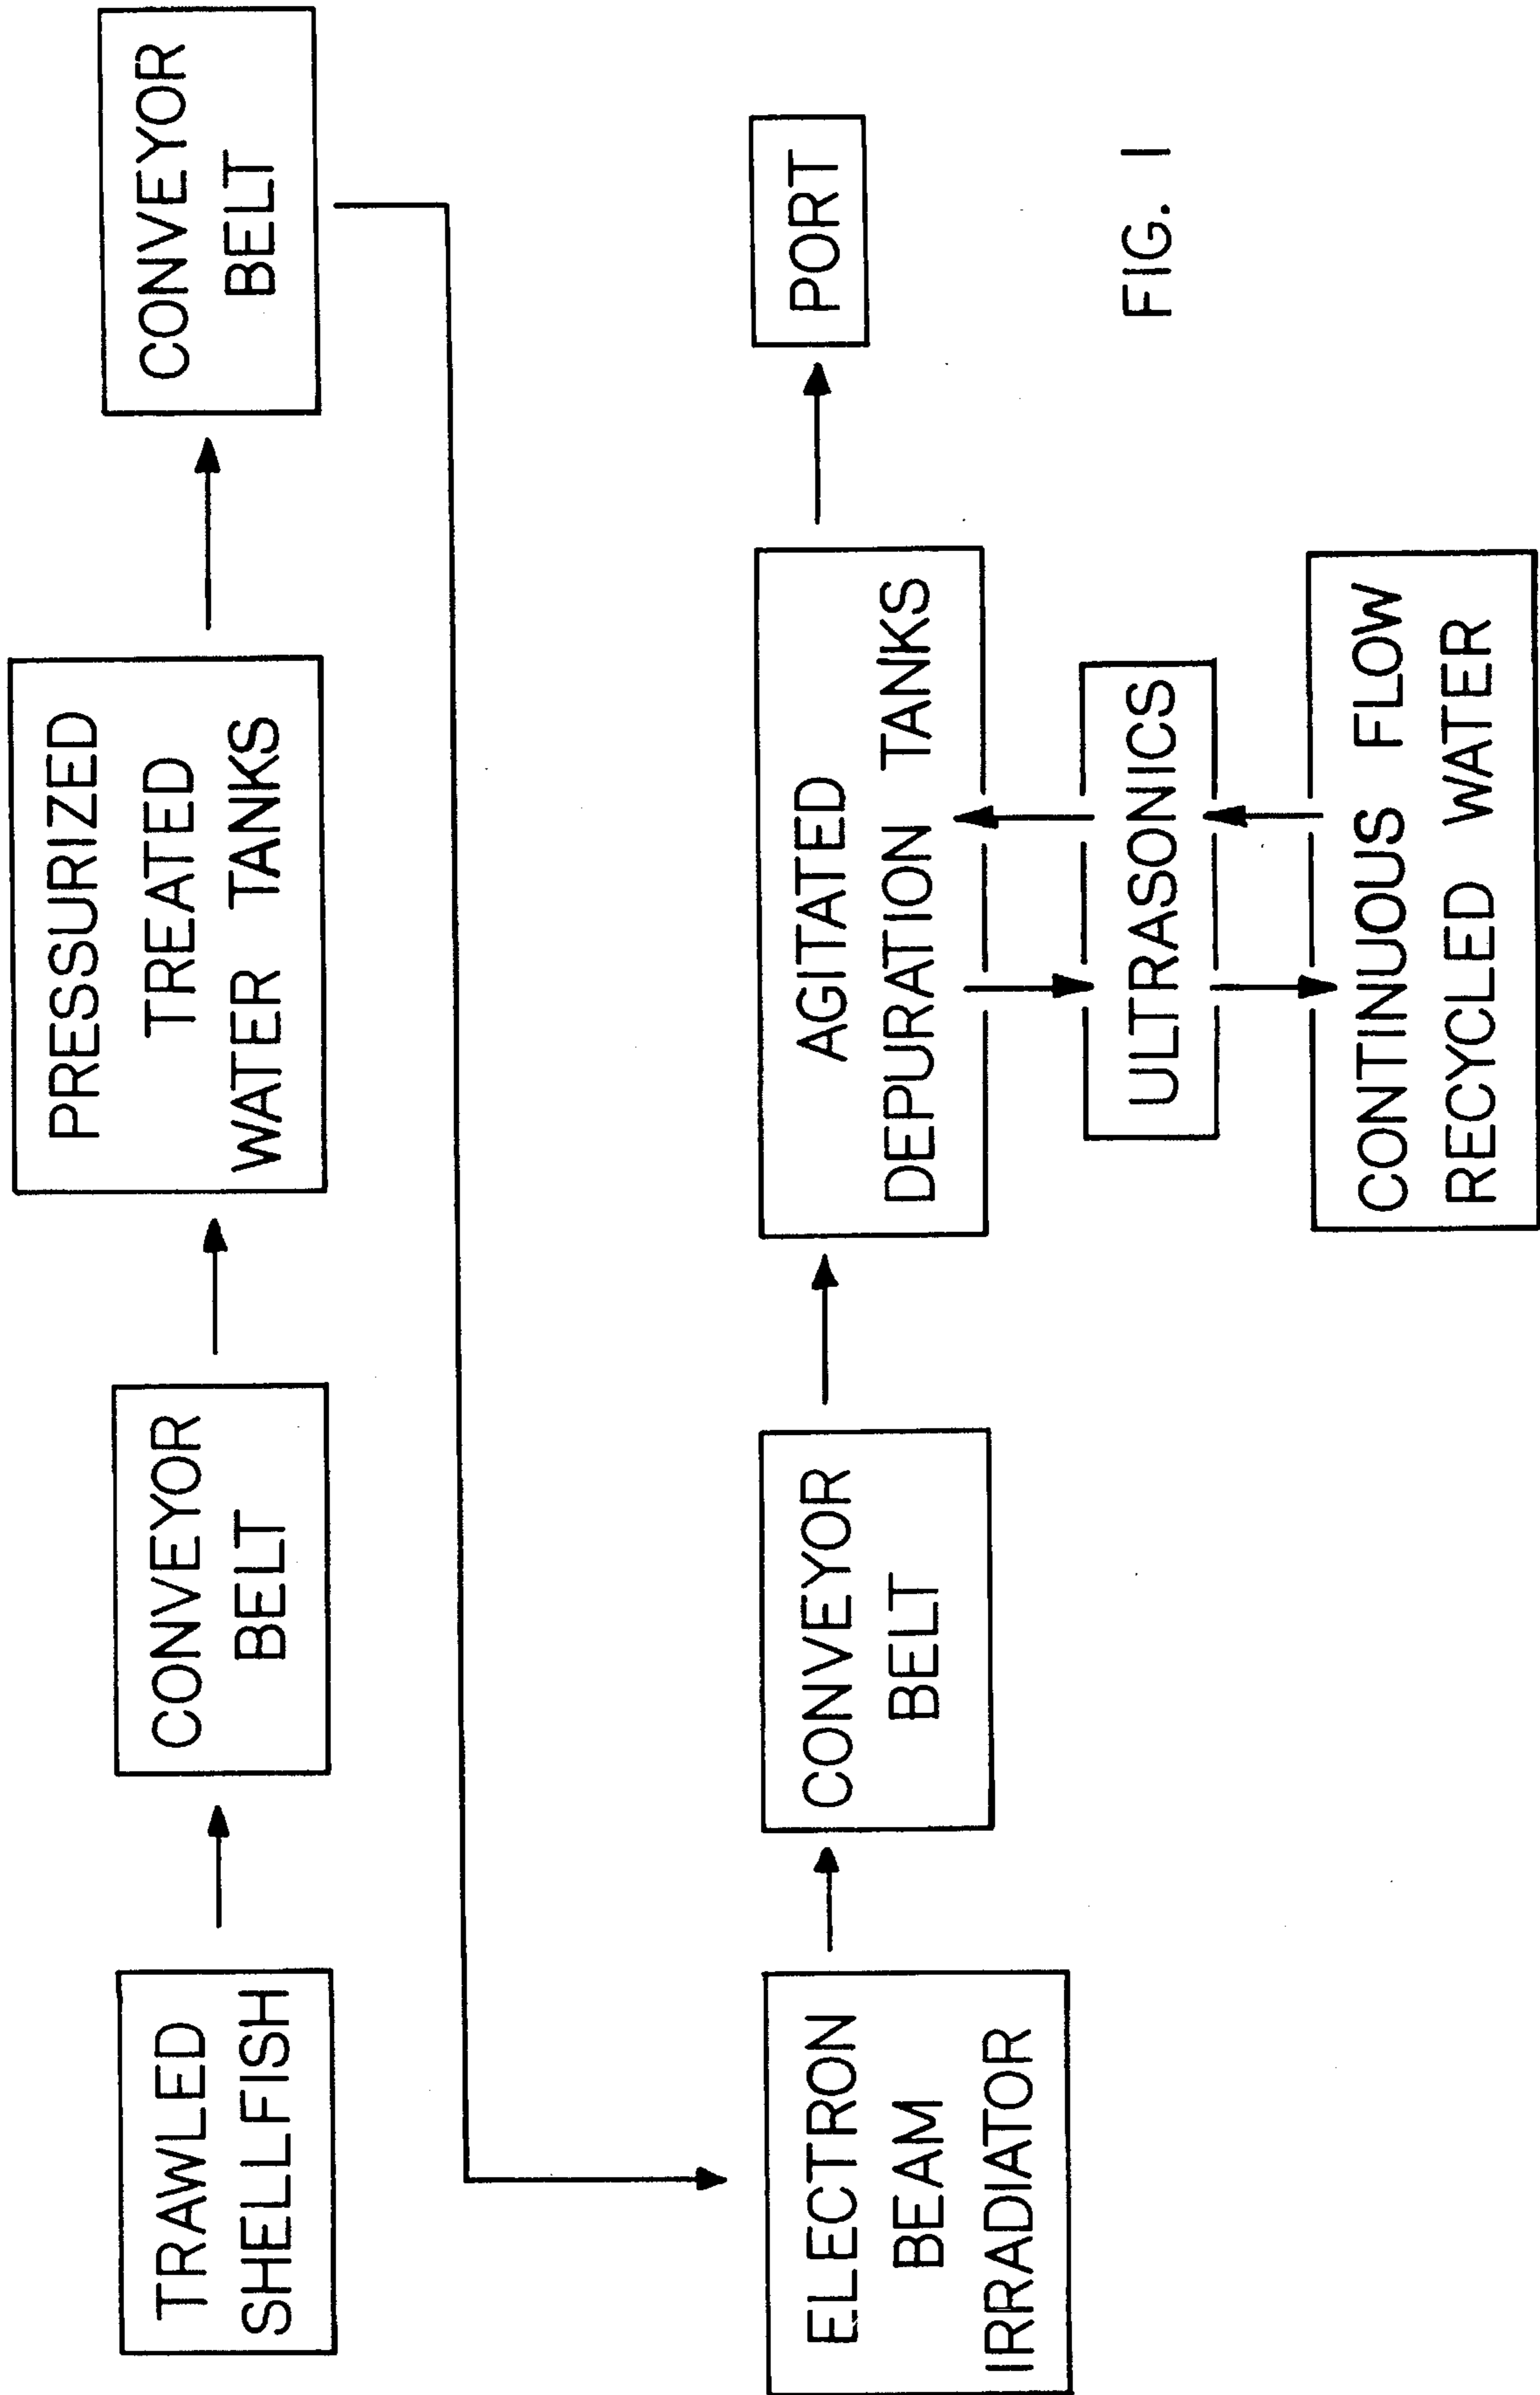 TRAWLED
SHELLFISH
CONVEYOR
BELT
PRESSURIZED
TREATED
WATER TANKS
CONVEYOR
BELT
ELECTRON
BEAM
IRRADIATOR
CONVEYOR
BELT
AGITATED
DEPURATION TANKS
PORT
ULTRASONICS
CONTINUOUS FLOW
RECYCLED WATER
FIG. 1